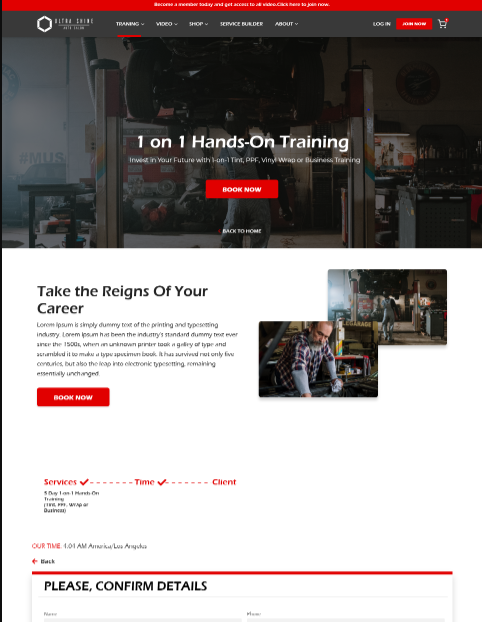 Become a member today and get access to all video.Click here to join now.
ULTRA SHINE
AUTO SALON
TRANING VIDEO SHOP SERVICE BUILDER ABOUT LOG IN JOIN NOW
1 on 1 Hands-On Training
Invest in Your Future with 1-on-1 Tint, PPF, Vinyl Wrap or Business Training
BOOK NOW
BACK TO HOME
Take the Reigns Of Your
Career
Lorem Ipsum is simply dummy text of the printing and typesetting
industry. Lorem Ipsum has been the industry's standard dummy text ever
since the 1500s, when an unknown printer took a galley of type and
scrambled it to make a type specimen book. It has survived not only five
centuries, but also the leap into electronic typesetting, remaining
essentially unchanged.
BOOK NOW
Services Time Client
3 Day 1-on-1 Hands-On
Training
(Tint, PPF, Wrap or
Business)
OUR TIME: 4:04 AM America/Los Angeles
Back
PLEASE, CONFIRM DETAILS
Name Phone